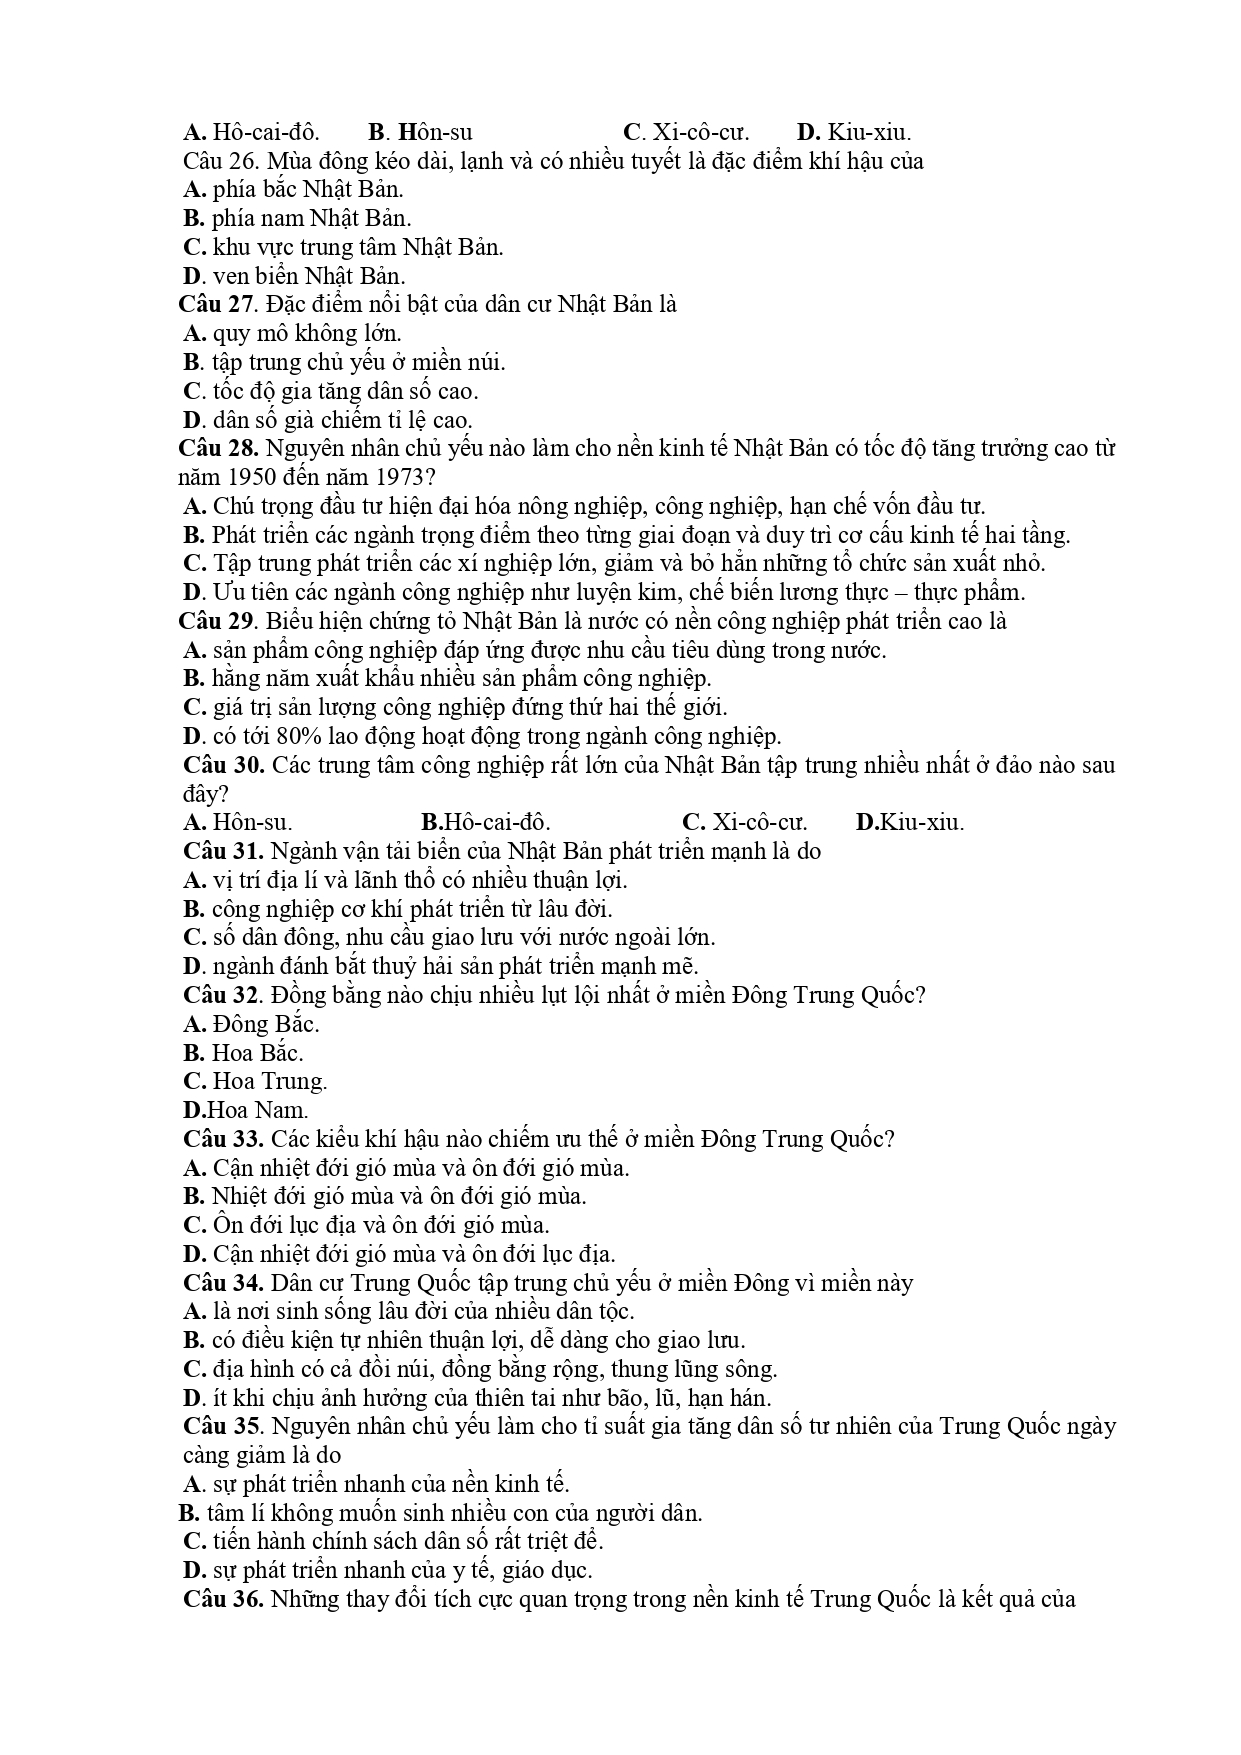 A. Hô-cai-đô. B. Hôn-su C. Xi-cô-cư. D. Kiu-xiu.
Câu 26. Mùa đông kéo dài, lạnh và có nhiều tuyết là đặc điểm khí hậu của
A. phía bắc Nhật Bản.
B. phía nam Nhật Bản.
C. khu vực trung tâm Nhật Bản.
D. ven biển Nhật Bản.
Câu 27. Đặc điểm nổi bật của dân cư Nhật Bản là
A. quy mô không lớn.
B. tập trung chủ yếu ở miền núi.
C. tốc độ gia tăng dân số cao.
D. dân số già chiếm tỉ lệ cao.
Câu 28. Nguyên nhân chủ yếu nào làm cho nền kinh tế Nhật Bản có tốc độ tăng trưởng cao từ
năm 1950 đến năm 1973?
A. Chú trọng đầu tư hiện đại hóa nông nghiệp, công nghiệp, hạn chế vốn đầu tư.
B. Phát triển các ngành trọng điểm theo từng giai đoạn và duy trì cơ cấu kinh tế hai tầng.
C. Tập trung phát triển các xí nghiệp lớn, giảm và bỏ hẳn những tổ chức sản xuất nhỏ.
D. Ưu tiên các ngành công nghiệp như luyện kim, chế biến lương thực – thực phẩm.
Câu 29. Biểu hiện chứng tỏ Nhật Bản là nước có nền công nghiệp phát triển cao là
A. sản phẩm công nghiệp đáp ứng được nhu cầu tiêu dùng trong nước.
B. hằng năm xuất khẩu nhiều sản phẩm công nghiệp.
C. giá trị sản lượng công nghiệp đứng thứ hai thế giới.
D. có tới 80% lao động hoạt động trong ngành công nghiệp.
Câu 30. Các trung tâm công nghiệp rất lớn của Nhật Bản tập trung nhiều nhất ở đảo nào sau
đây?
A. Hôn-su. B.Hô-cai-đô. C. Xi-cô-cư. D.Kiu-xiu.
Câu 31. Ngành vận tải biển của Nhật Bản phát triển mạnh là do
A. vị trí địa lí và lãnh thổ có nhiều thuận lợi.
B. công nghiệp cơ khí phát triển từ lâu đời.
C. số dân đông, nhu cầu giao lưu với nước ngoài lớn.
D. ngành đánh bắt thuỷ hải sản phát triển mạnh mẽ.
Câu 32. Đồng bằng nào chịu nhiều lụt lội nhất ở miền Đông Trung Quốc?
A. Đông Bắc.
B. Hoa Bắc.
C. Hoa Trung.
D.Hoa Nam.
Câu 33. Các kiểu khí hậu nào chiếm ưu thế ở miền Đông Trung Quốc?
A. Cận nhiệt đới gió mùa và ôn đới gió mùa.
B. Nhiệt đới gió mùa và ôn đới gió mùa.
C. Ôn đới lục địa và ôn đới gió mùa.
D. Cận nhiệt đới gió mùa và ôn đới lục địa.
Câu 34. Dân cư Trung Quốc tập trung chủ yếu ở miền Đông vì miền này
A. là nơi sinh sống lâu đời của nhiều dân tộc.
B. có điều kiện tự nhiên thuận lợi, dễ dàng cho giao lưu.
C. địa hình có cả đồi núi, đồng bằng rộng, thung lũng sông.
D. ít khi chịu ảnh hưởng của thiên tai như bão, lũ, hạn hán.
Câu 35. Nguyên nhân chủ yếu làm cho tỉ suất gia tăng dân số tư nhiên của Trung Quốc ngày
càng giảm là do
A. sự phát triển nhanh của nền kinh tế.
B. tâm lí không muốn sinh nhiều con của người dân.
C. tiến hành chính sách dân số rất triệt để.
D. sự phát triển nhanh của y tế, giáo dục.
Câu 36. Những thay đổi tích cực quan trọng trong nền kinh tế Trung Quốc là kết quả của